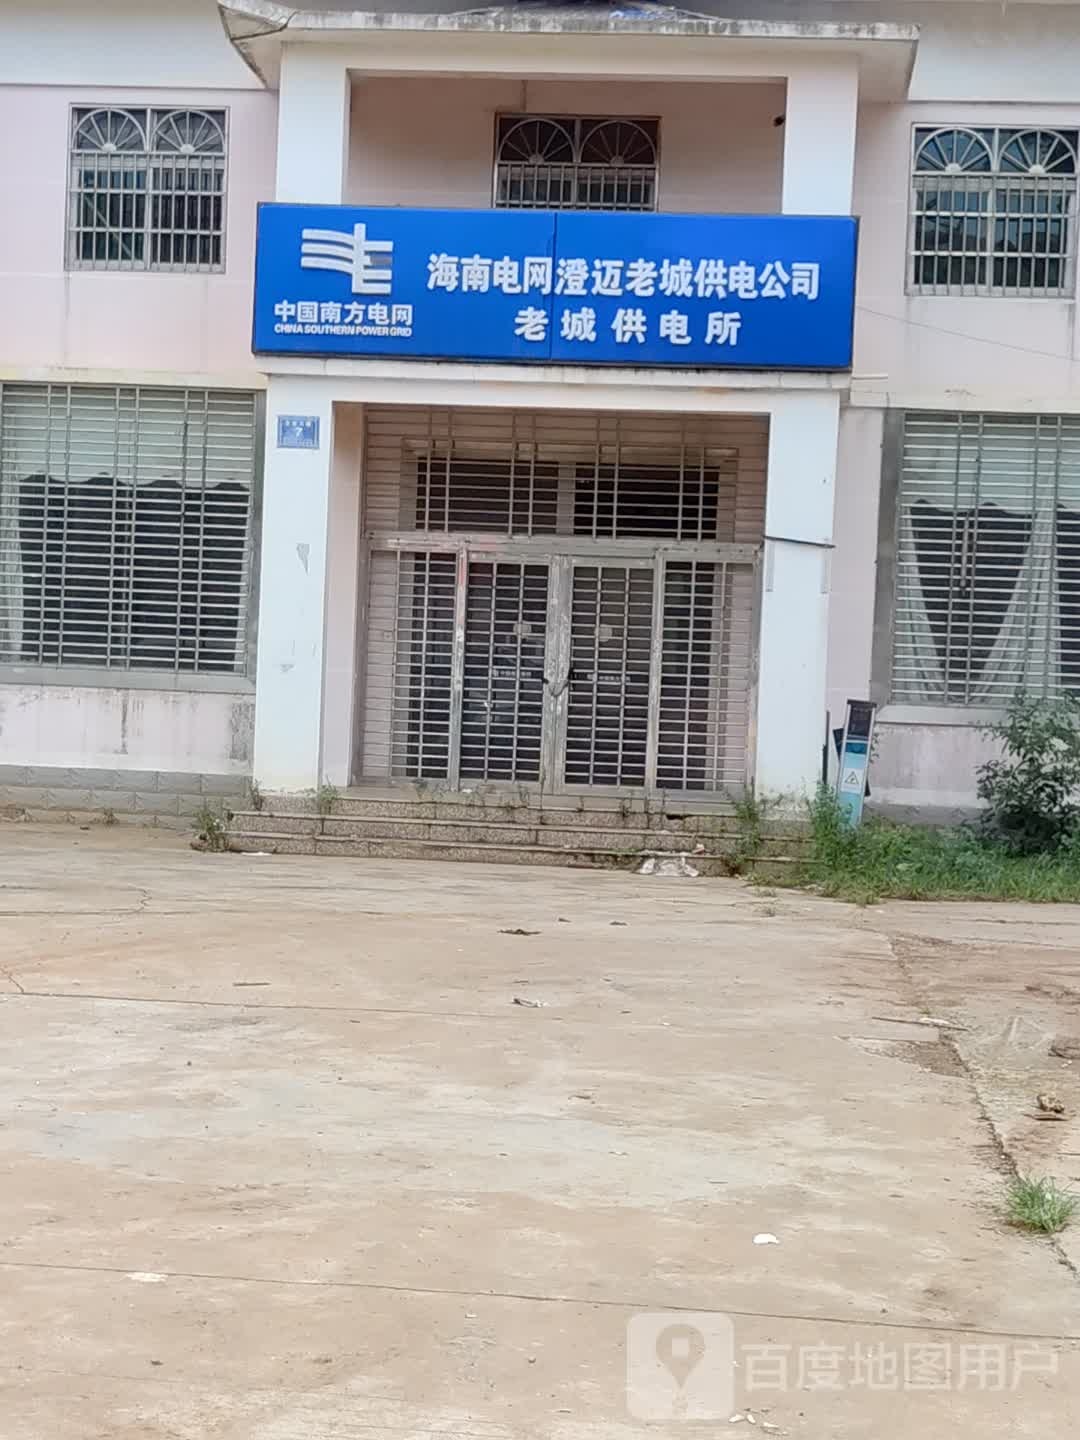 海南电网澄迈老城供电公司
中国南方电网
CHINA SOUTHERN POWER GRID
老城供电所
7
百度地图用户